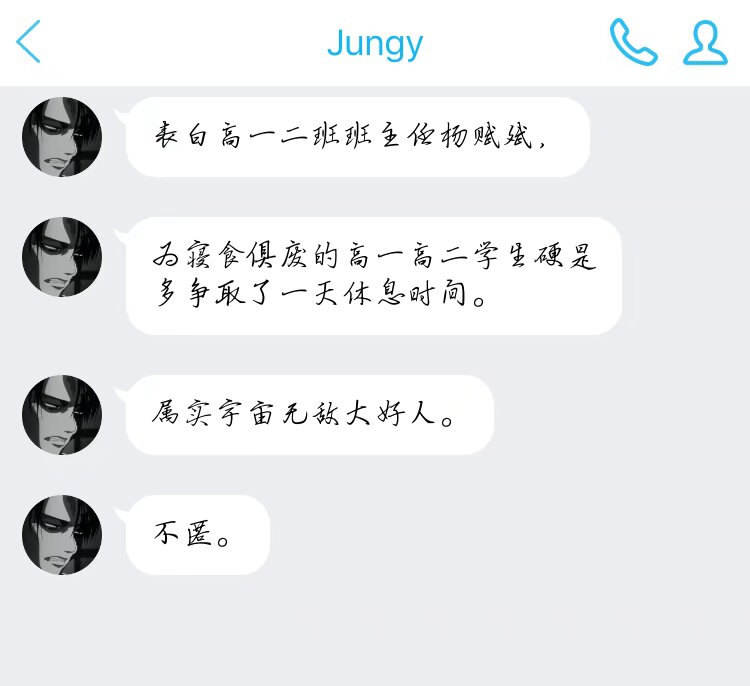 Jungy
表白高一二班班主任杨赋斌，
为寝食俱废的高一高二学生硬是
多争取了一天休息时间。
属实宇宙无敌大好人。
不匿。